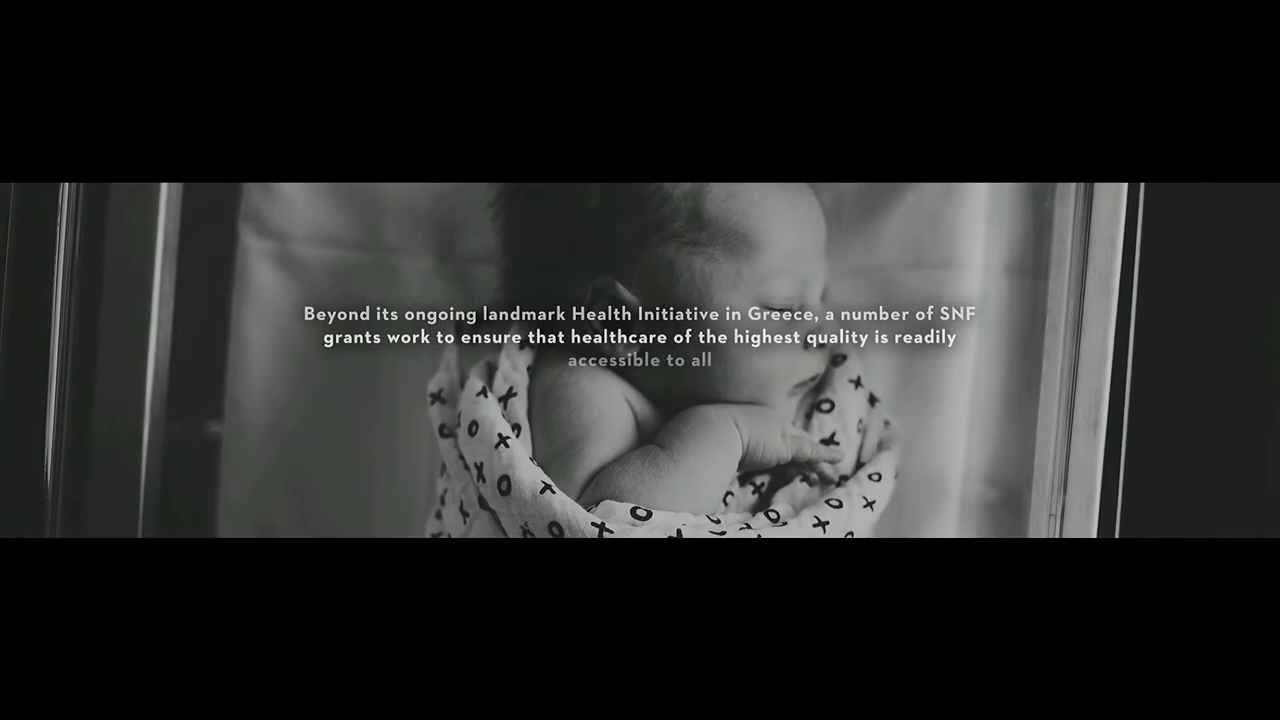 Beyond its ongoing landmark Health Initiative in Greece, a number of SNF
grants work to ensure that healthcare of the highest quality is readily
accessible to all